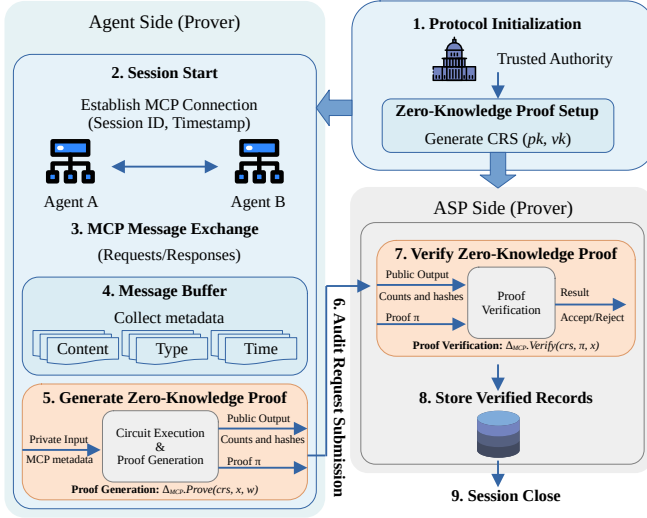 Agent Side (Prover)
2. Session Start
Establish MCP Connection
(Session ID, Timestamp)
Agent A
Agent B
3. MCP Message Exchange
(Requests/Responses)
4. Message Buffer
Collect metadata
Content
Type
Time
5. Generate Zero-Knowledge Proof
Private Input
MCP metadata
Circuit Execution
&
Proof Generation
Public Output
Counts and hashes
Proof π
Proof Generation: Δ_MCP.Prove(crs, x, w)
6. Audit Request Submission
1. Protocol Initialization
Trusted Authority
Zero-Knowledge Proof Setup
Generate CRS (pk, vk)
ASP Side (Prover)
7. Verify Zero-Knowledge Proof
Public Output
Counts and hashes
Proof π
Proof
Verification
Result
Accept/Reject
Proof Verification: Δ_MCP.Verify(crs, π, x)
8. Store Verified Records
9. Session Close